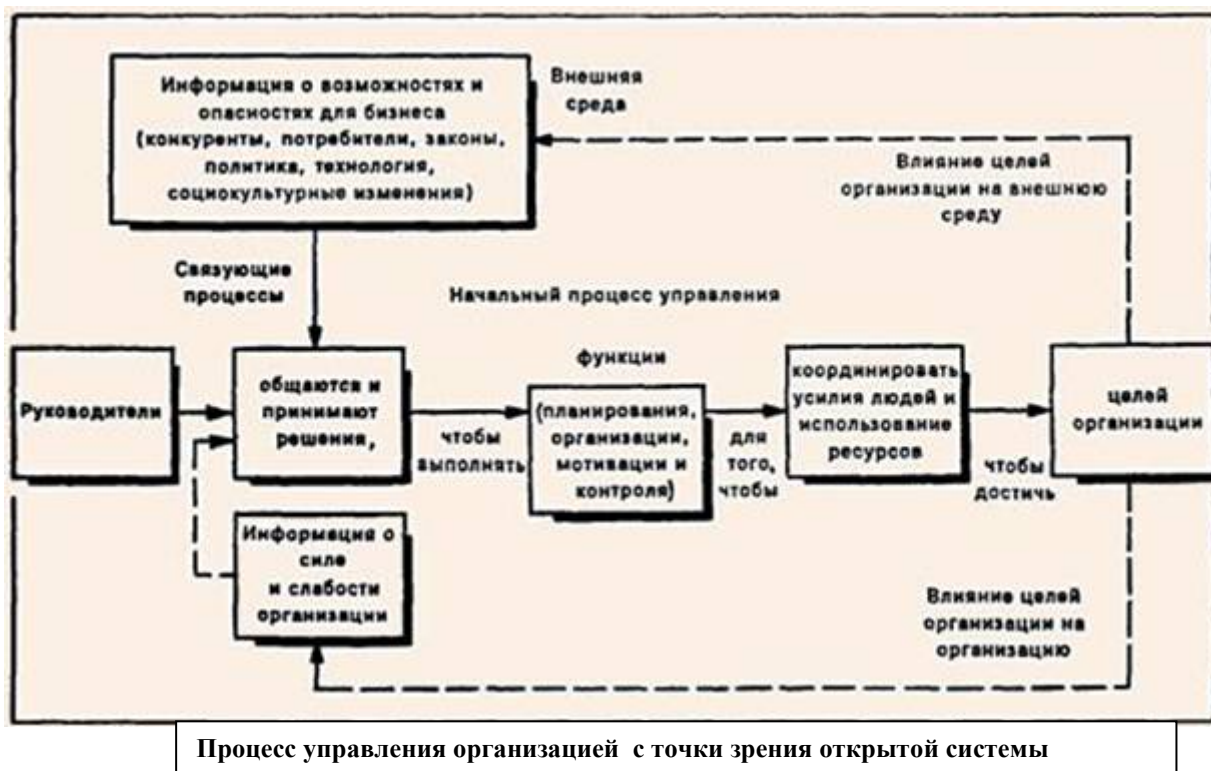 Информация о возможностях и
опасностях для бизнеса
(конкуренты, потребители, законы,
политика, технология,
социокультурные изменения)
Внешняя
среда
Влияние целей
организации на внешнюю
среду
Связующие
процессы
Начальный процесс управления
Руководители
общаются и
принимают
решения,
чтобы
выполнять
функции
(планирования,
организации,
мотивации и
контроля)
для
того,
чтобы
координировать
усилия людей и
использование
ресурсов
чтобы
достичь
целей
организации
Информация о
силе
и слабости
организации
Влияние целей
организации на
организацию
Процесс управления организацией с точки зрения открытой системы